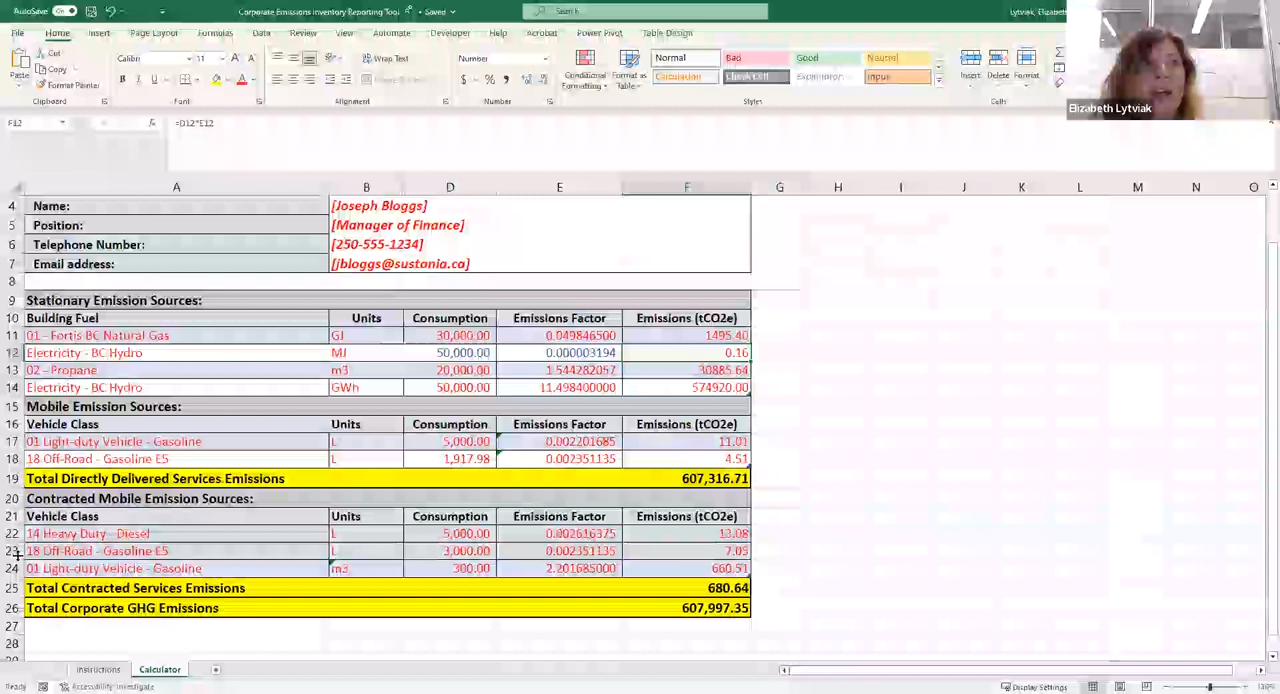 AutoSave On Corporate Emissions Inventory Reporting Tool • Saved Search Lytviak, Elizabeth
File Home Insert Page Layout Formulas Data Review View Automate Developer Help Acrobat Power Pivot Table Design
Paste Cut Copy Format Painter Calibri 11 Wrap Text Number Conditional Formatting Format as Table Normal Bad Good Neutral Calculation Check Cell Explanatory... Input Insert Delete Format
Clipboard Font Alignment Number Styles Cells
Elizabeth Lytviak
F12 fx =D12*E12
A B D E F G H I J K L M N O
4 Name: [Joseph Bloggs]
5 Position: [Manager of Finance]
6 Telephone Number: [250-555-1234]
7 Email address: [jbloggs@sustania.ca]
8
9 Stationary Emission Sources:
10 Building Fuel Units Consumption Emissions Factor Emissions (tCO2e)
11 01 - Fortis BC Natural Gas GJ 30,000.00 0.049846500 1495.40
12 Electricity - BC Hydro MJ 50,000.00 0.000003194 0.16
13 02 - Propane m3 20,000.00 1.544282057 30885.64
14 Electricity - BC Hydro GWh 50,000.00 11.498400000 574920.00
15 Mobile Emission Sources:
16 Vehicle Class Units Consumption Emissions Factor Emissions (tCO2e)
17 01 Light-duty Vehicle - Gasoline L 5,000.00 0.002201685 11.01
18 18 Off-Road - Gasoline E5 L 1,917.98 0.002351135 4.51
19 Total Directly Delivered Services Emissions 607,316.71
20 Contracted Mobile Emission Sources:
21 Vehicle Class Units Consumption Emissions Factor Emissions (tCO2e)
22 14 Heavy Duty - Diesel L 5,000.00 0.002616375 13.08
23 18 Off-Road - Gasoline E5 L 3,000.00 0.002351135 7.05
24 01 Light-duty Vehicle - Gasoline m3 300.00 2.201685000 660.51
25 Total Contracted Services Emissions 680.64
26 Total Corporate GHG Emissions 607,997.35
27
28
Instructions Calculator
Ready Accessibility: Investigate Display Settings